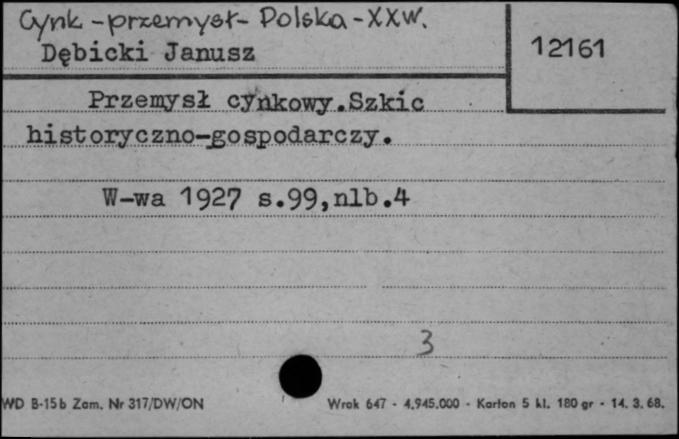 Cynk - przemysł - Polska - XXw.
Dębicki Janusz
12161
Przemysł cynkowy.Szkic
historyczno-gospodarczy.
W-wa 1927 s.99,nlb.4
3
WD B-15b Zam. Nr 317/DW/ON
Wrak 647 - 4.945.000 - Karton 5 kl. 180 gr - 14. 3. 68.